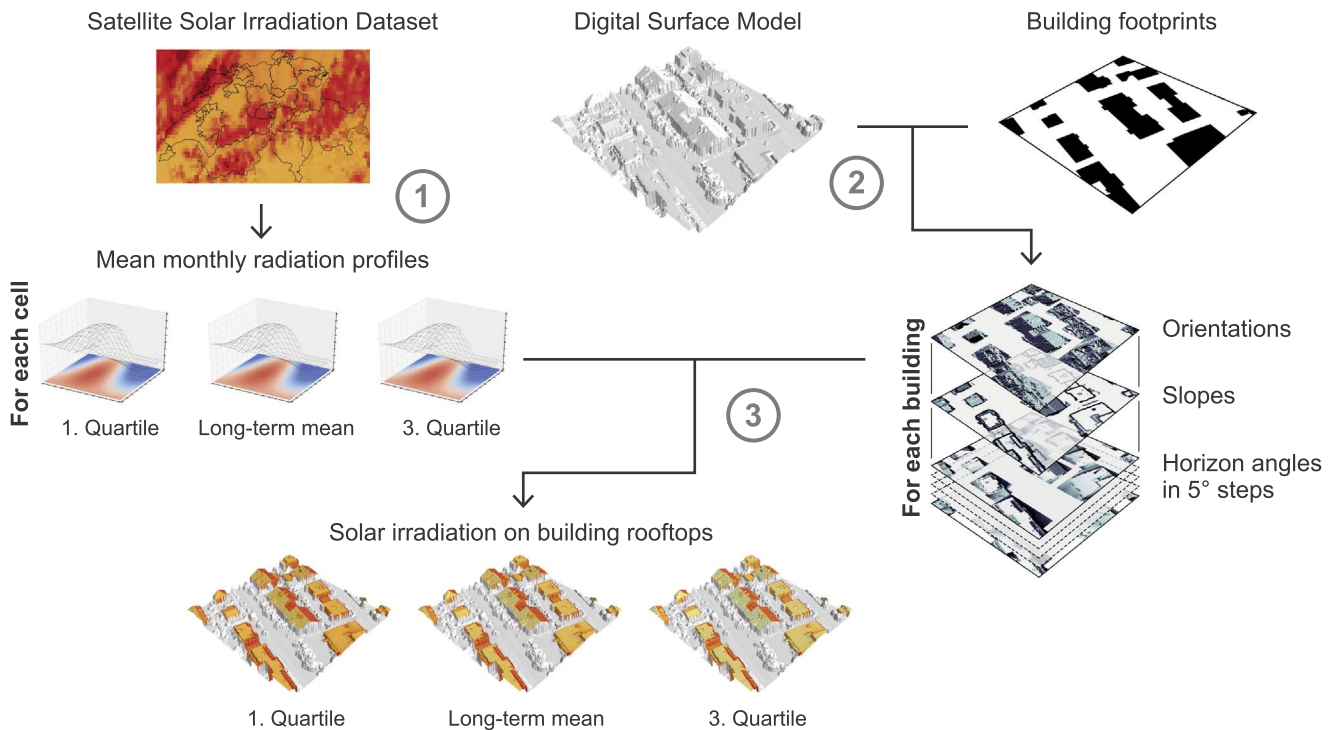 Satellite Solar Irradiation Dataset
Digital Surface Model
Building footprints
1
2
Mean monthly radiation profiles
For each cell
1. Quartile
Long-term mean
3. Quartile
3
For each building
Orientations
Slopes
Horizon angles
in 5° steps
Solar irradiation on building rooftops
1. Quartile
Long-term mean
3. Quartile